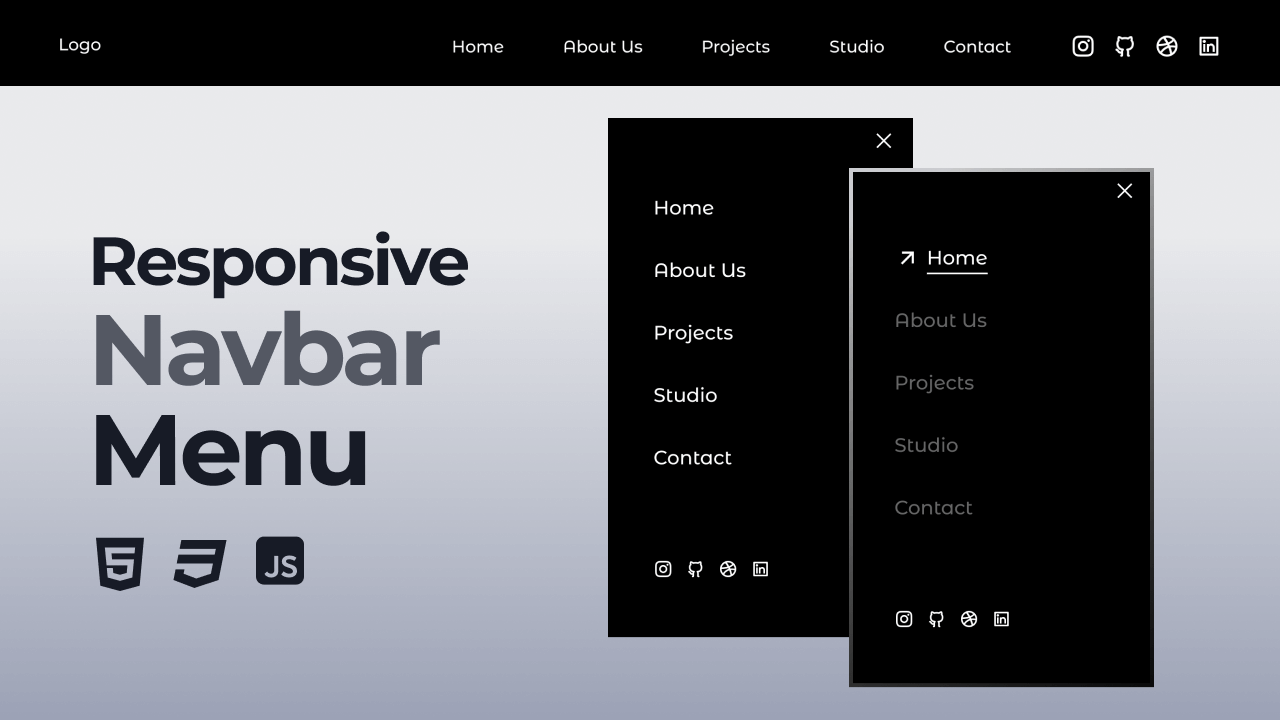 Logo
Home
About Us
Projects
Studio
Contact
Responsive
Navbar
Menu
JS
Home
About Us
Projects
Studio
Contact
Home
About Us
Projects
Studio
Contact